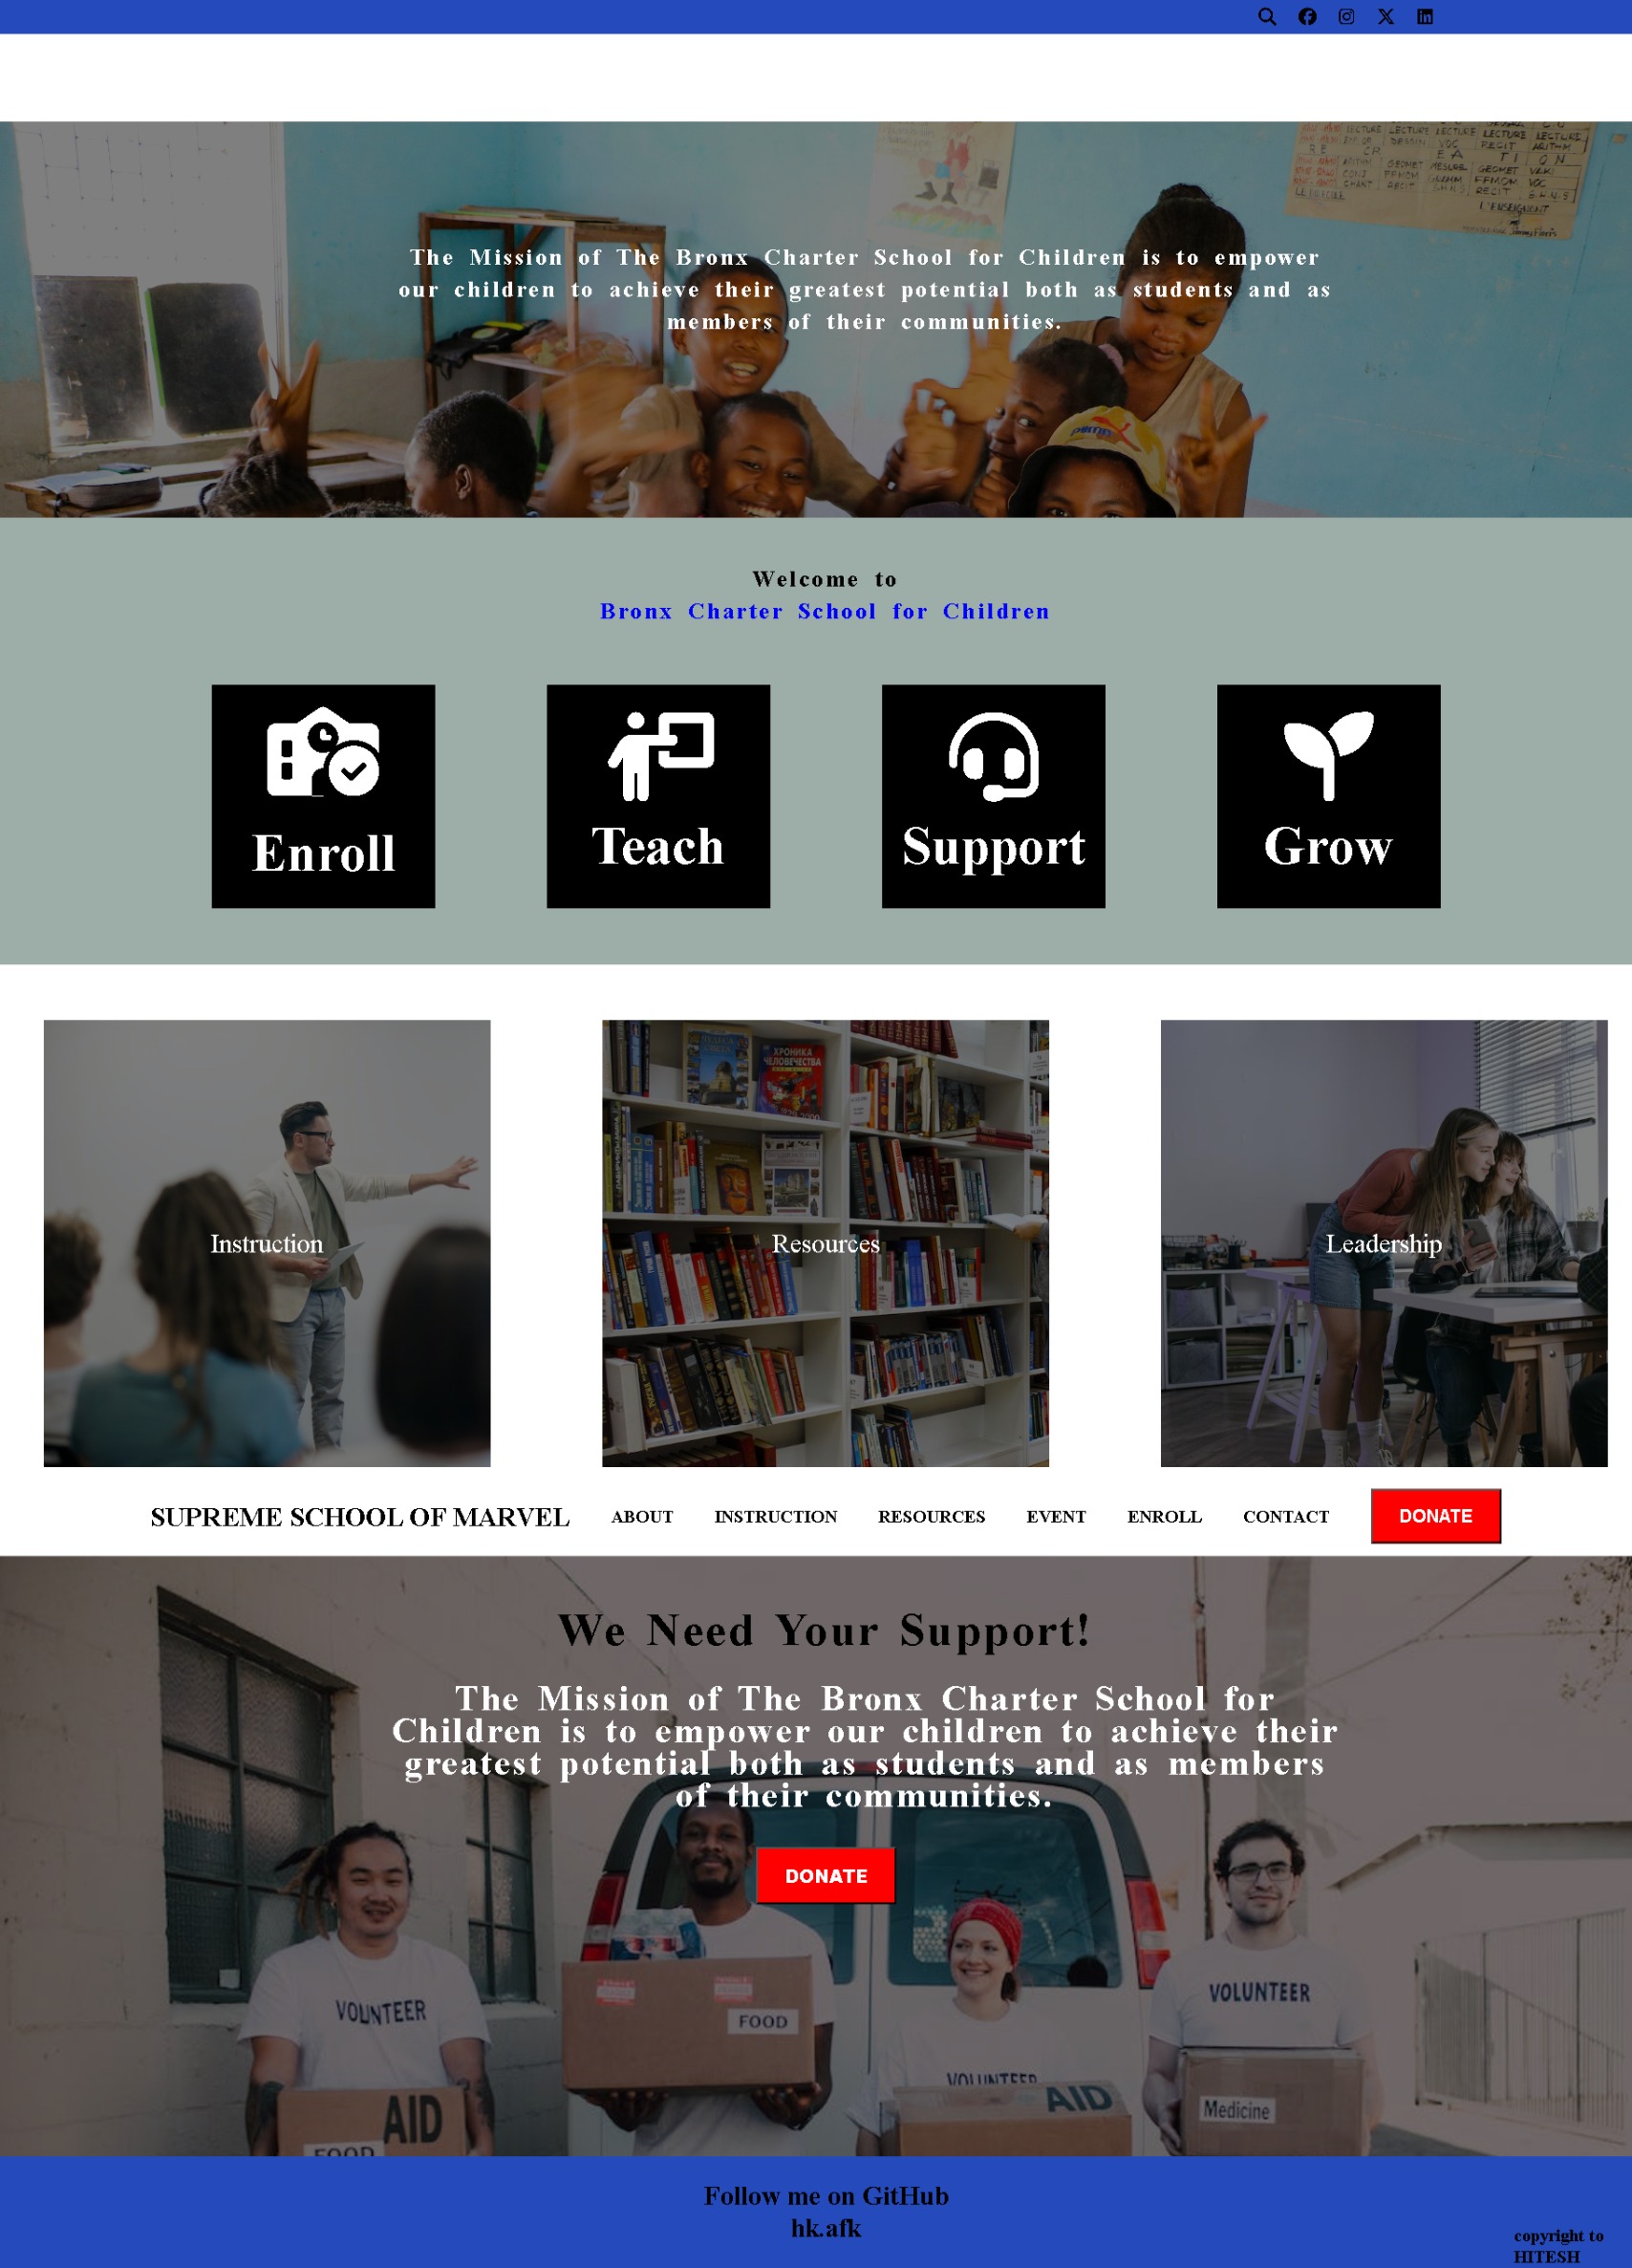 The Mission of The Bronx Charter School for Children is to empower
our children to achieve their greatest potential both as students and as
members of their communities.
Welcome to
Bronx Charter School for Children
Enroll
Teach
Support
Grow
ХРОНИКА
ЧЕЛОВЕЧЕСТВА
Instruction
Resources
Leadership
SUPREME SCHOOL OF MARVEL
ABOUT
INSTRUCTION
RESOURCES
EVENT
ENROLL
CONTACT
DONATE
We Need Your Support!
The Mission of The Bronx Charter School for
Children is to empower our children to achieve their
greatest potential both as students and as members
of their communities.
DONATE
VOLUNTEER
FOOD
VOLUNTEER
VOLUNTEER
AID
FOOD
AID
Medicine
Follow me on GitHub
hk.afk
copyright to
HITESH